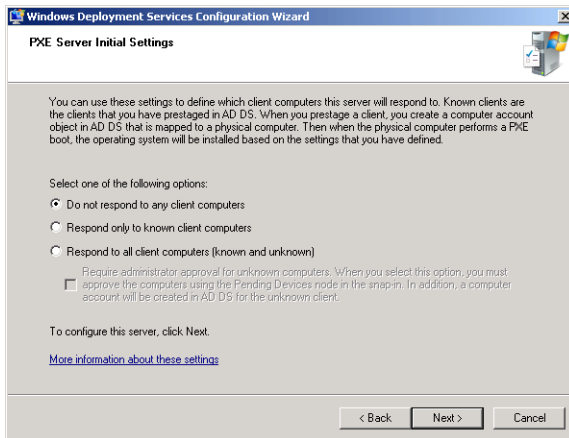 Windows Deployment Services Configuration Wizard
PXE Server Initial Settings
You can use these settings to define which client computers this server will respond to. Known clients are
the clients that you have prestaged in AD DS. When you prestage a client, you create a computer account
object in AD DS that is mapped to a physical computer. Then when the physical computer performs a PXE
boot, the operating system will be installed based on the settings that you have defined.
Select one of the following options:
Do not respond to any client computers
Respond only to known client computers
Respond to all client computers (known and unknown)
Require administrator approval for unknown computers. When you select this option, you must
approve the computers using the Pending Devices node in the snap-in. In addition, a computer
account will be created in AD DS for the unknown client.
To configure this server, click Next.
More information about these settings
< Back Next > Cancel